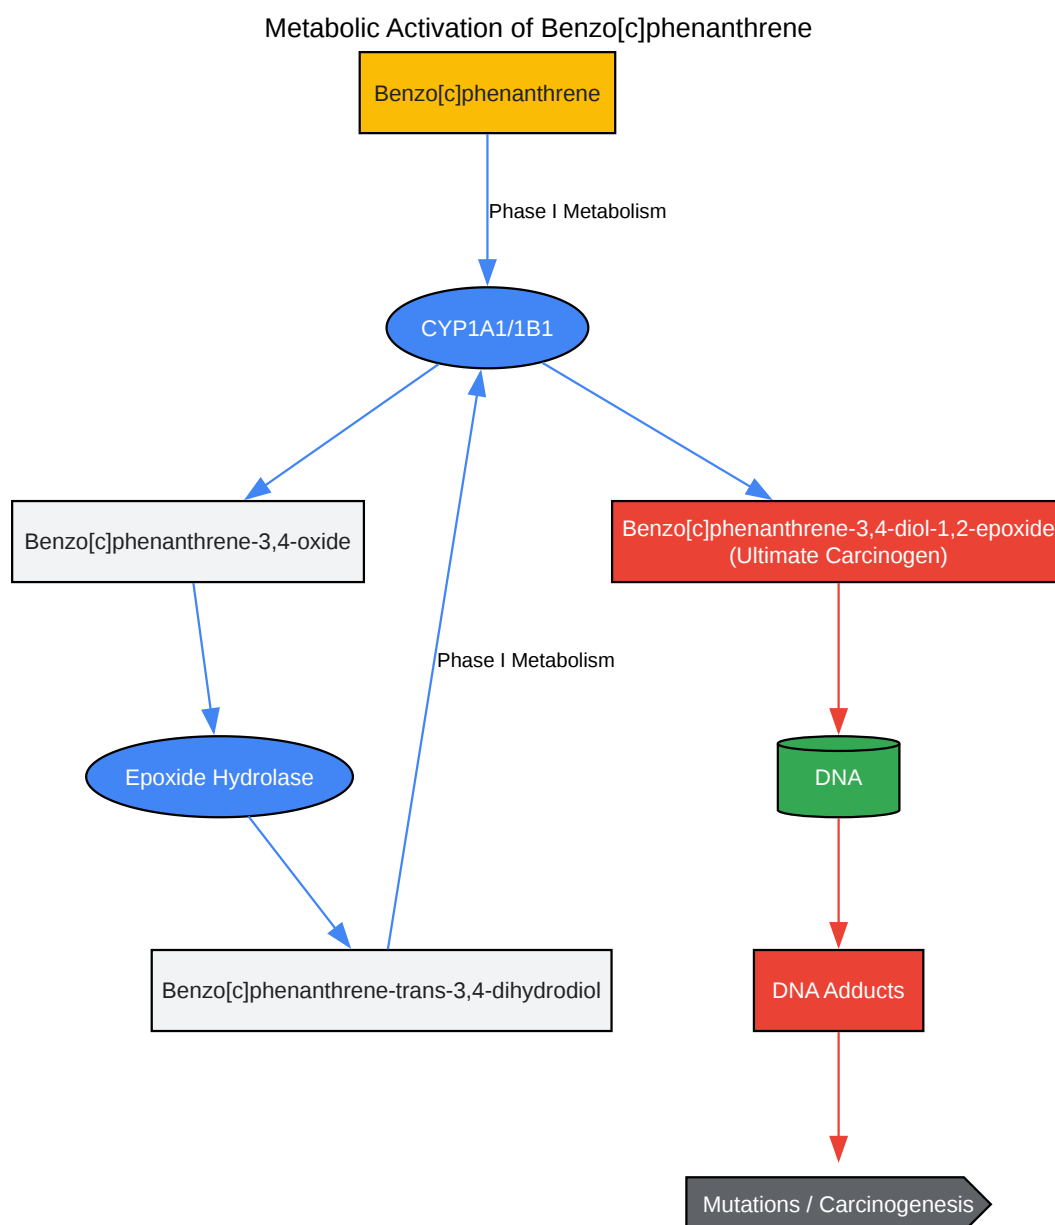 Metabolic Activation of Benzo[c]phenanthrene
Benzo[c]phenanthrene
Phase I Metabolism
CYP1A1/1B1
Benzo[c]phenanthrene-3,4-oxide
Benzo[c]phenanthrene-3,4-diol-1,2-epoxide
(Ultimate Carcinogen)
Phase I Metabolism
Epoxide Hydrolase
DNA
Benzo[c]phenanthrene-trans-3,4-dihydrodiol
DNA Adducts
Mutations / Carcinogenesis